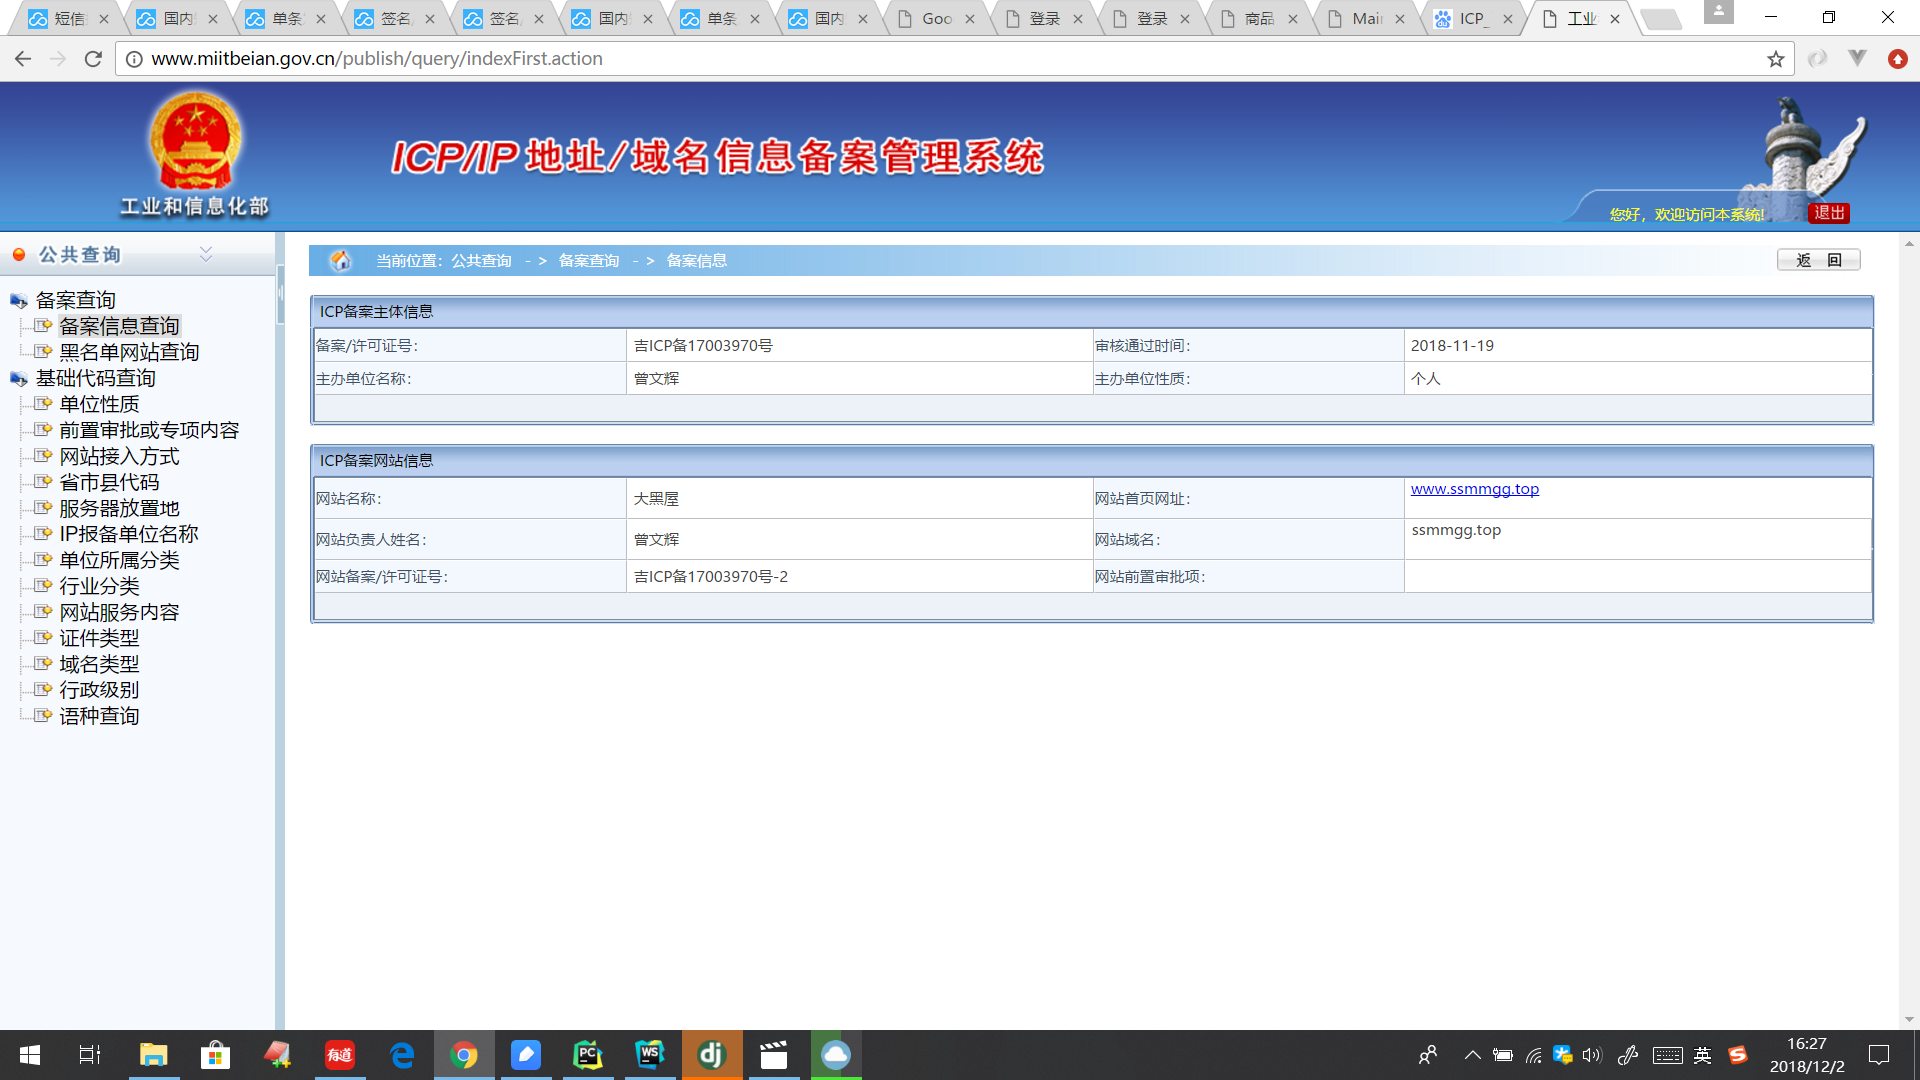 短信
国内
单条
签名
签名
国内
单条
国内
Goo
登录
登录
商品
Mai
ICP_
工业
www.miitbeian.gov.cn/publish/query/indexFirst.action
ICP/IP地址/域名信息备案管理系统
工业和信息化部
您好，欢迎访问本系统!
退出
公共查询
当前位置：公共查询 - > 备案查询 - > 备案信息
返 回
备案查询
备案信息查询
黑名单网站查询
基础代码查询
单位性质
前置审批或专项内容
网站接入方式
省市县代码
服务器放置地
IP报备单位名称
单位所属分类
行业分类
网站服务内容
证件类型
域名类型
行政级别
语种查询
ICP备案主体信息
备案/许可证号： 吉ICP备17003970号 审核通过时间： 2018-11-19
主办单位名称： 曾文辉 主办单位性质： 个人
ICP备案网站信息
网站名称： 大黑屋 网站首页网址： www.ssmmgg.top
网站负责人姓名： 曾文辉 网站域名： ssmmgg.top
网站备案/许可证号： 吉ICP备17003970号-2 网站前置审批项：
有道
PC
WS
dj
英
16:27
2018/12/2